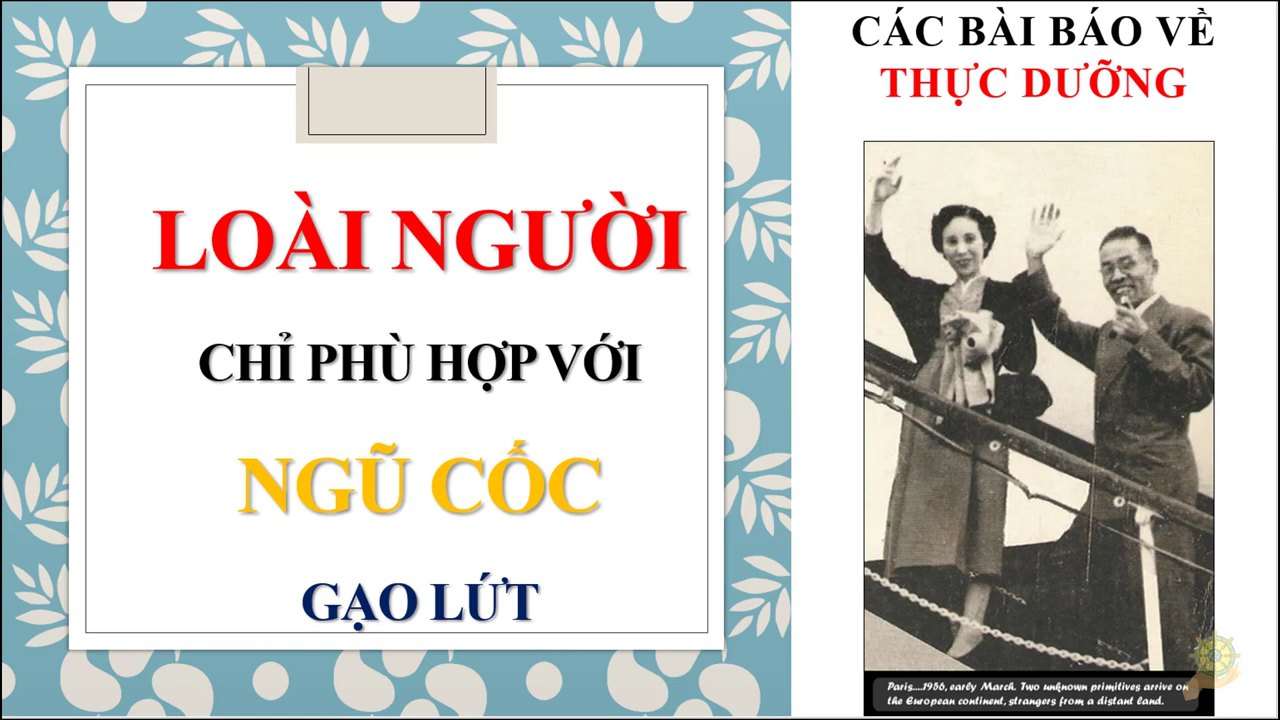 LOÀI NGƯỜI
CHỈ PHÙ HỢP VỚI
NGŨ CỐC
GẠO LỨT
CÁC BÀI BÁO VỀ
THỰC DƯỠNG
Paris....1956, early March. Two unknown primitives arrive on
the European continent, strangers from a distant land.